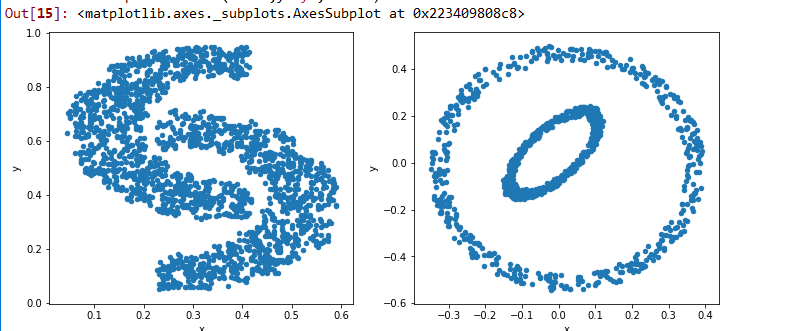 Out[15]: <matplotlib.axes._subplots.AxesSubplot at 0x223409808c8>
1.0
0.8
0.6
0.4
0.2
0.0
y
0.1 0.2 0.3 0.4 0.5 0.6
x
0.4
0.2
0.0
−0.2
−0.4
−0.6
y
−0.3 −0.2 −0.1 0.0 0.1 0.2 0.3 0.4
x